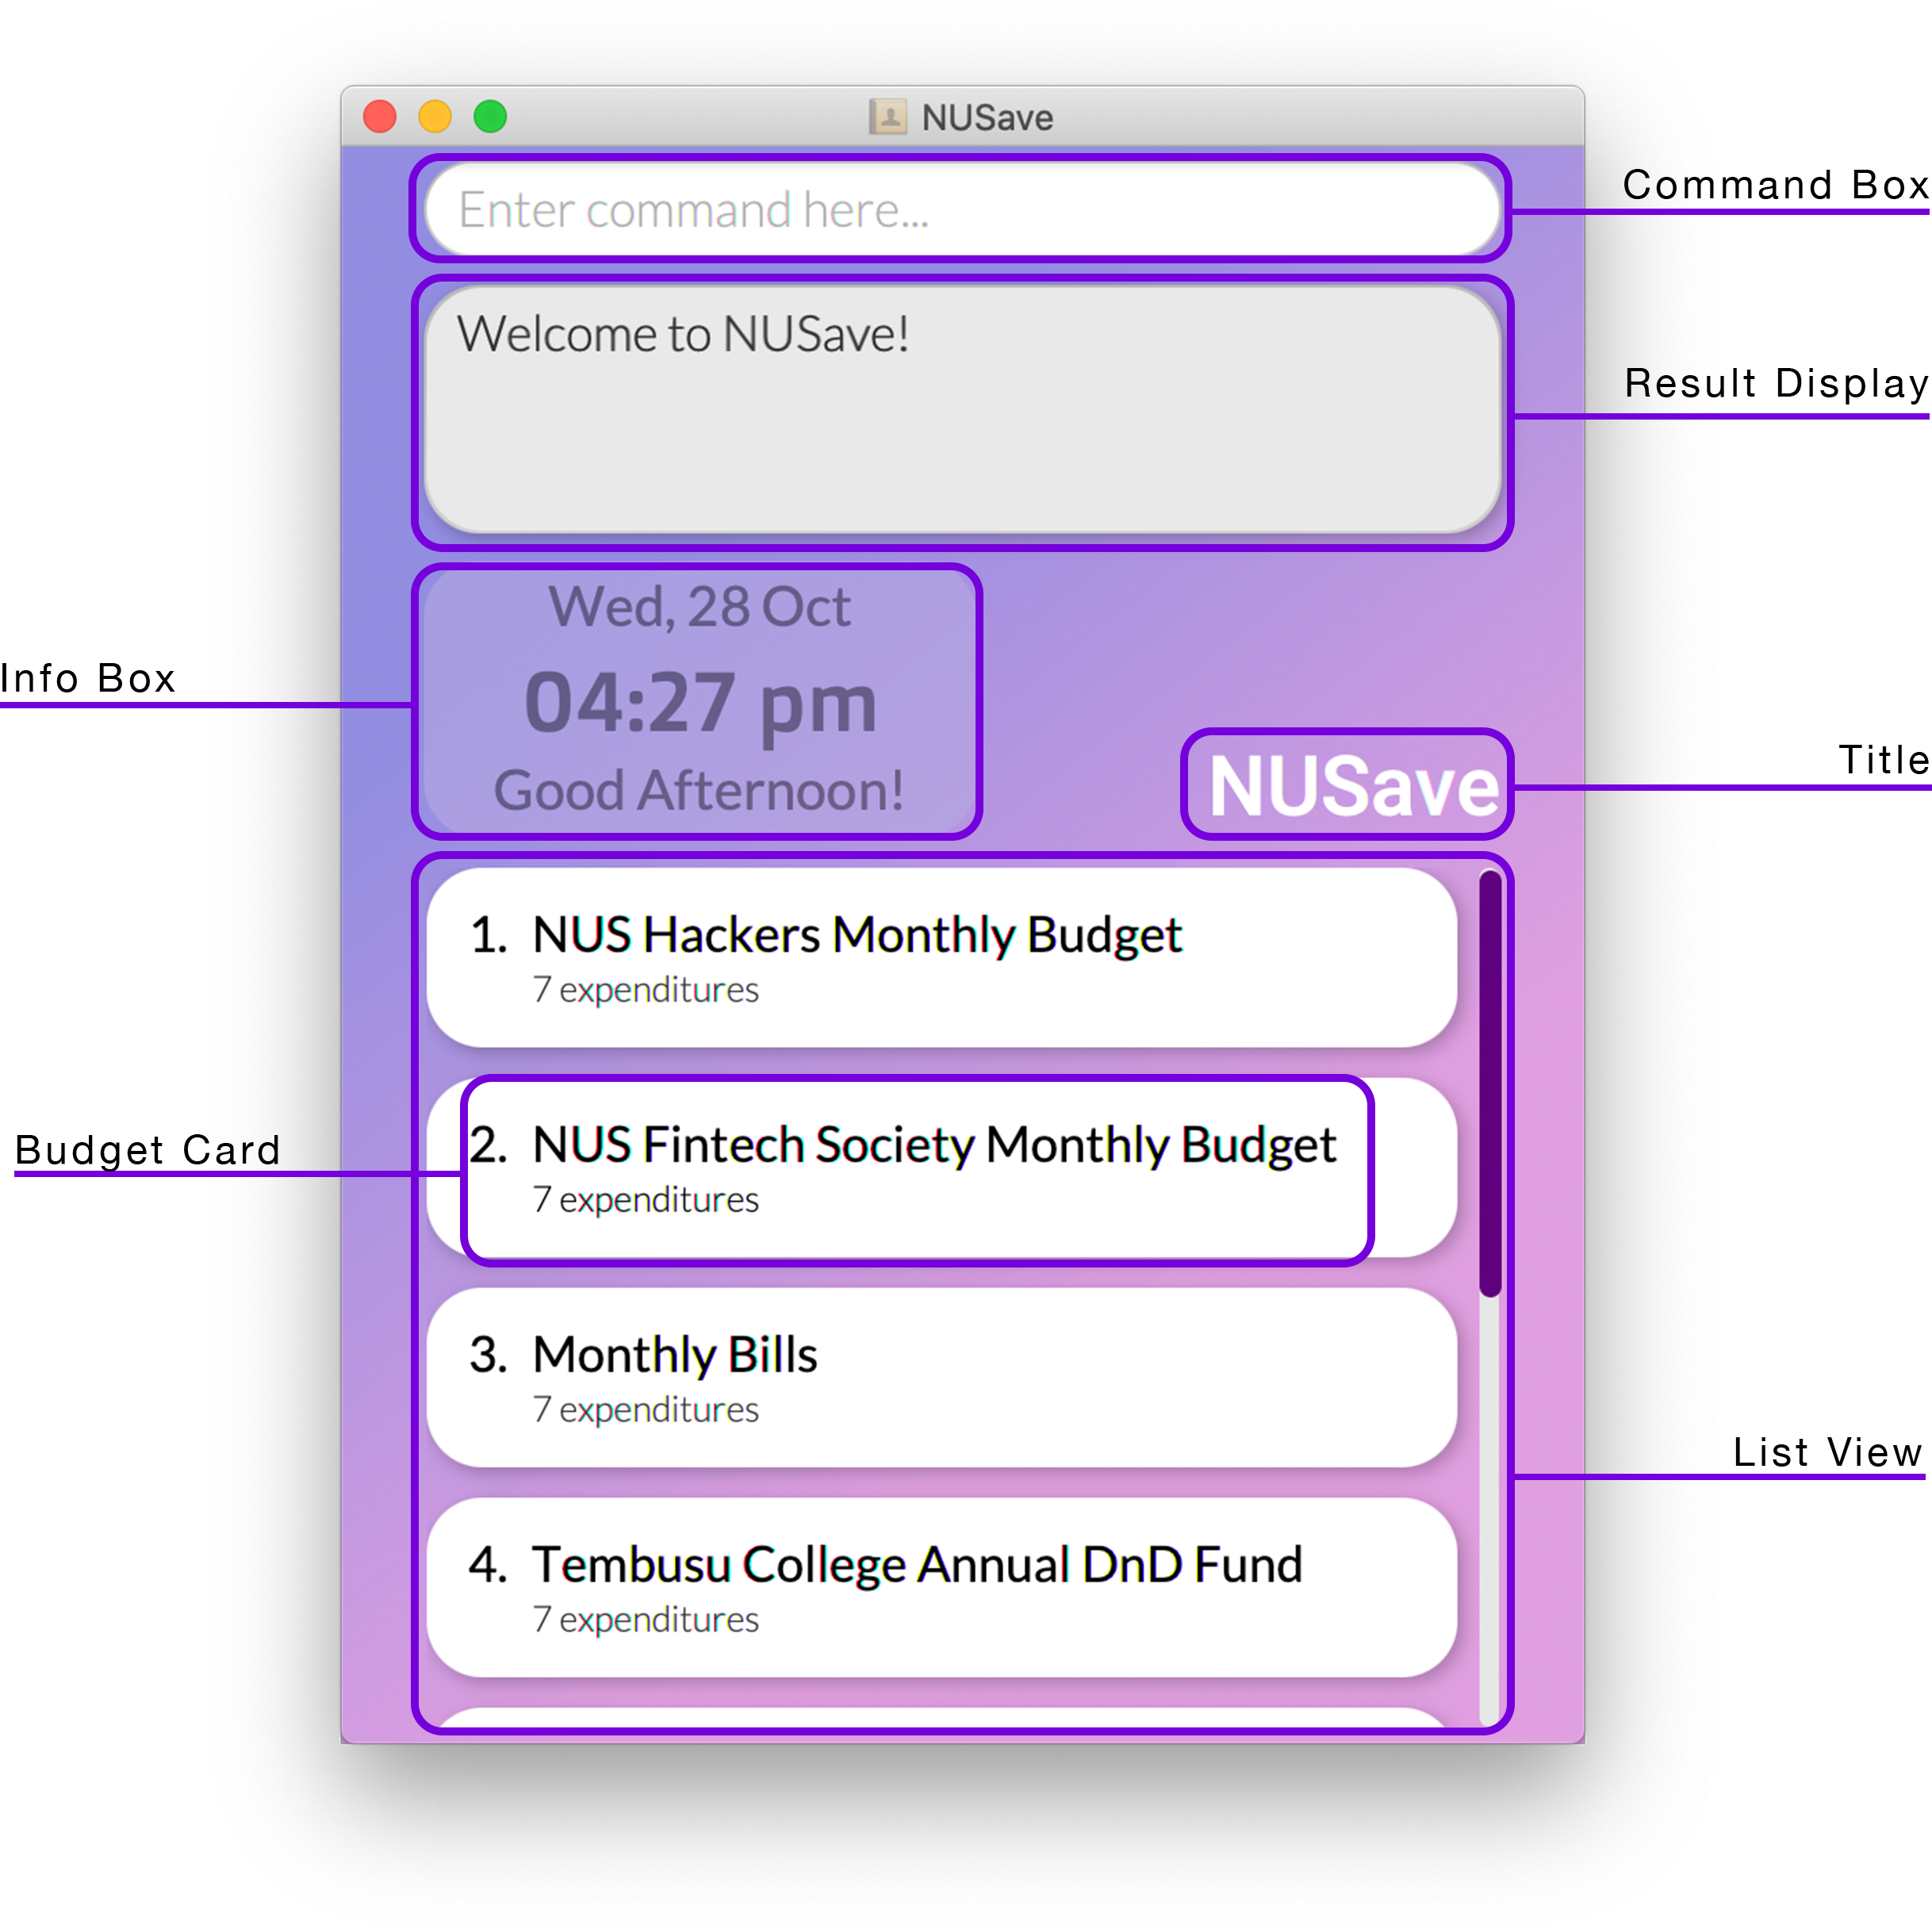 NUSave
Enter command here...
Command Box
Welcome to NUSave!
Result Display
Wed, 28 Oct
04:27 pm
Good Afternoon!
Info Box
NUSave
Title
1. NUS Hackers Monthly Budget
7 expenditures
2. NUS Fintech Society Monthly Budget
7 expenditures
Budget Card
3. Monthly Bills
7 expenditures
List View
4. Tembusu College Annual DnD Fund
7 expenditures